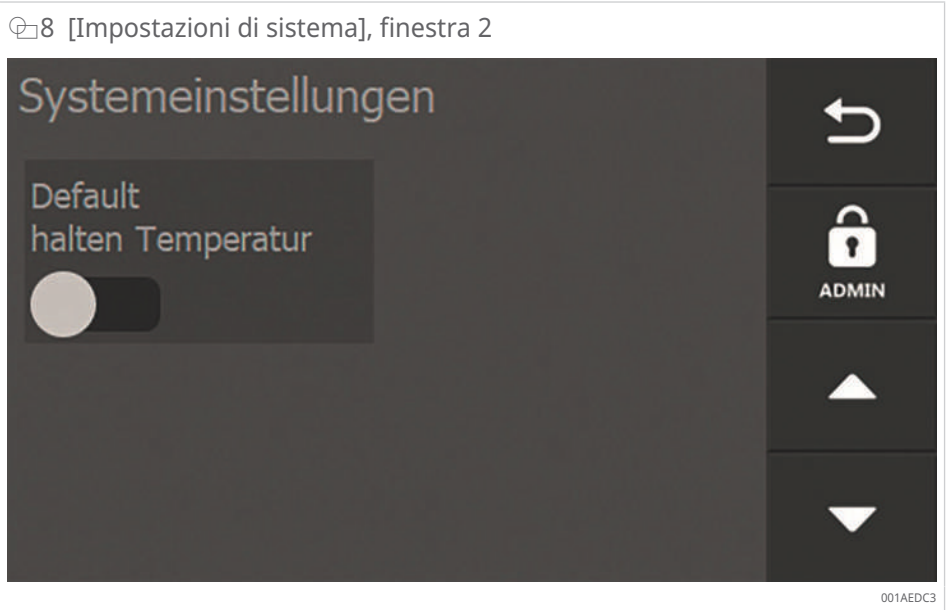 8 [Impostazioni di sistema], finestra 2
Systemeinstellungen
Default
halten Temperatur
ADMIN
001AEDC3